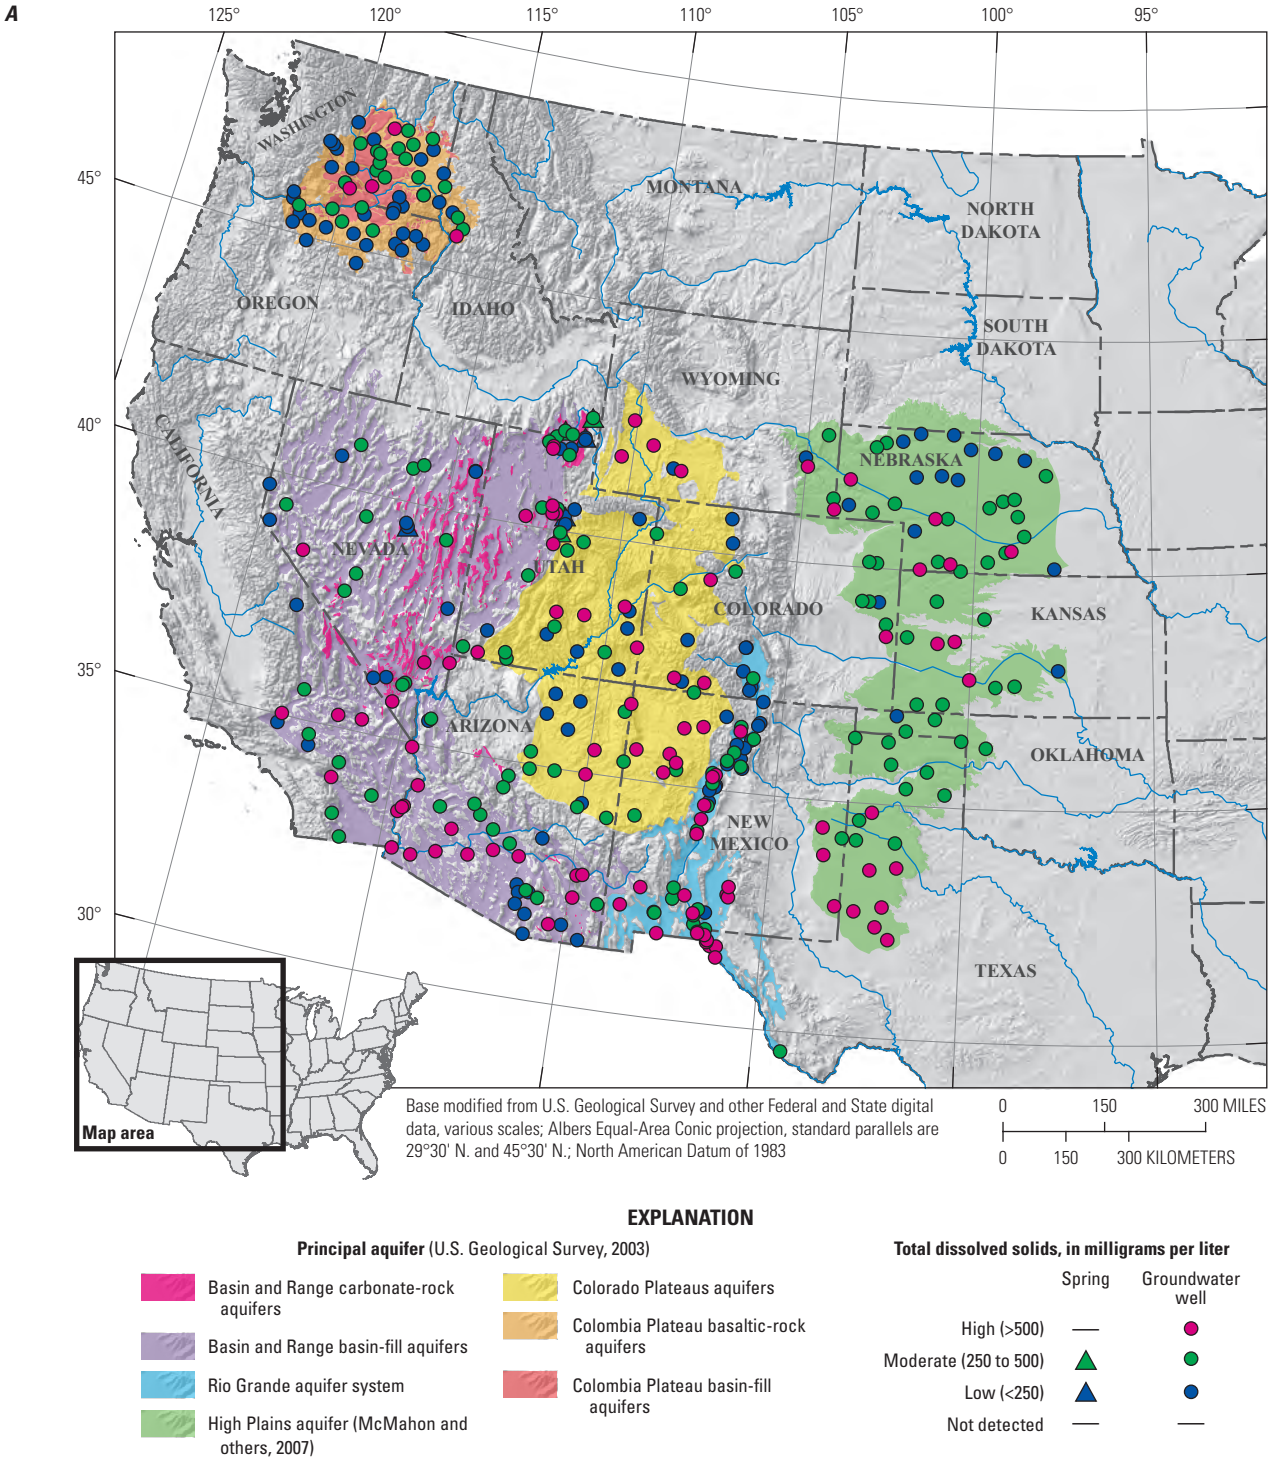 A
125°
120°
115°
110°
105°
100°
95°
WASHINGTON
45°
MONTANA
NORTH
DAKOTA
OREGON
IDAHO
SOUTH
DAKOTA
WYOMING
40°
CALIFORNIA
NEBRASKA
NEVADA
UTAH
COLORADO
KANSAS
35°
ARIZONA
OKLAHOMA
NEW
MEXICO
30°
TEXAS
Map area
Base modified from U.S. Geological Survey and other Federal and State digital
data, various scales; Albers Equal-Area Conic projection, standard parallels are
29°30' N. and 45°30' N.; North American Datum of 1983
0 150 300 MILES
0 150 300 KILOMETERS
EXPLANATION
Principal aquifer (U.S. Geological Survey, 2003)
Basin and Range carbonate-rock
aquifers
Basin and Range basin-fill aquifers
Rio Grande aquifer system
High Plains aquifer (McMahon and
others, 2007)
Colorado Plateaus aquifers
Colombia Plateau basaltic-rock
aquifers
Colombia Plateau basin-fill
aquifers
Total dissolved solids, in milligrams per liter
Spring Groundwater
well
High (>500)
Moderate (250 to 500)
Low (<250)
Not detected